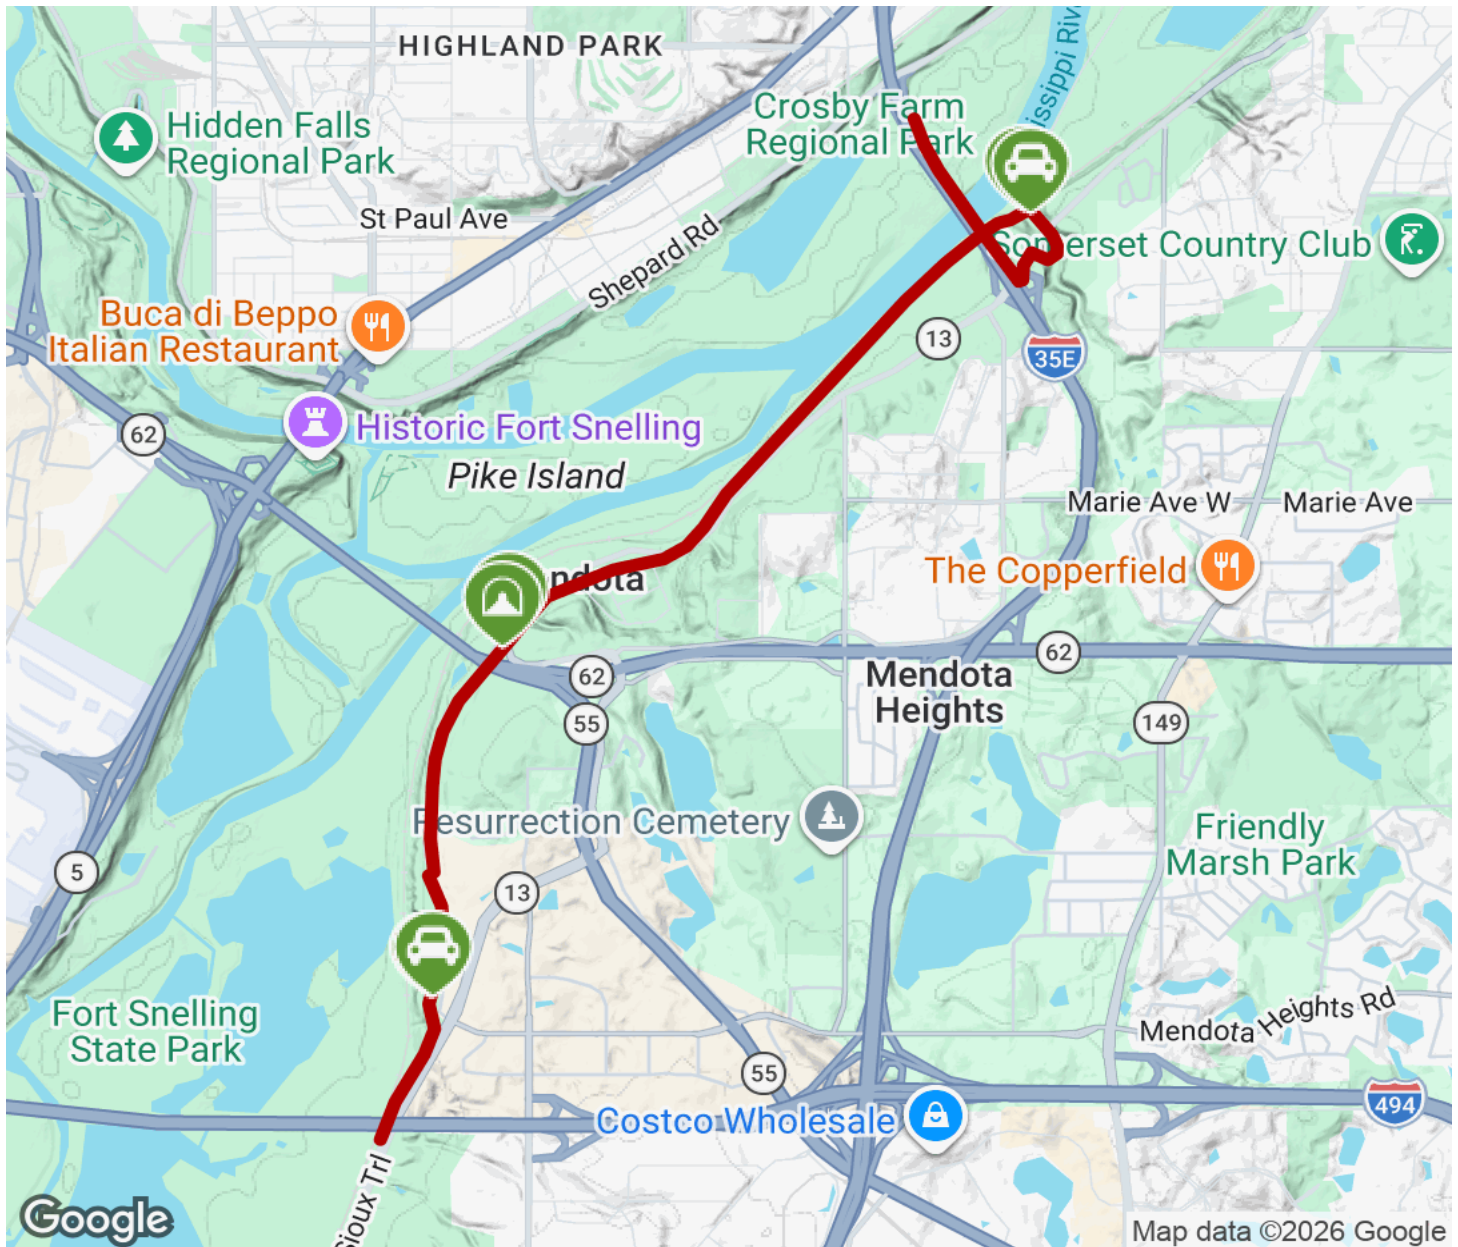 HIGHLAND PARK
Crosby Farm
Regional Park
Hidden Falls
Regional Park
St Paul Ave
Shepard Rd
Somerset Country Club
Buca di Beppo
Italian Restaurant
13
35E
62
Historic Fort Snelling
Pike Island
Marie Ave W
Marie Ave
The Copperfield
62
62
55
Mendota
Heights
149
Resurrection Cemetery
Friendly
Marsh Park
5
13
Fort Snelling
State Park
Mendota Heights Rd
55
494
Costco Wholesale
Sioux Trl
Google
Map data ©2026 Google